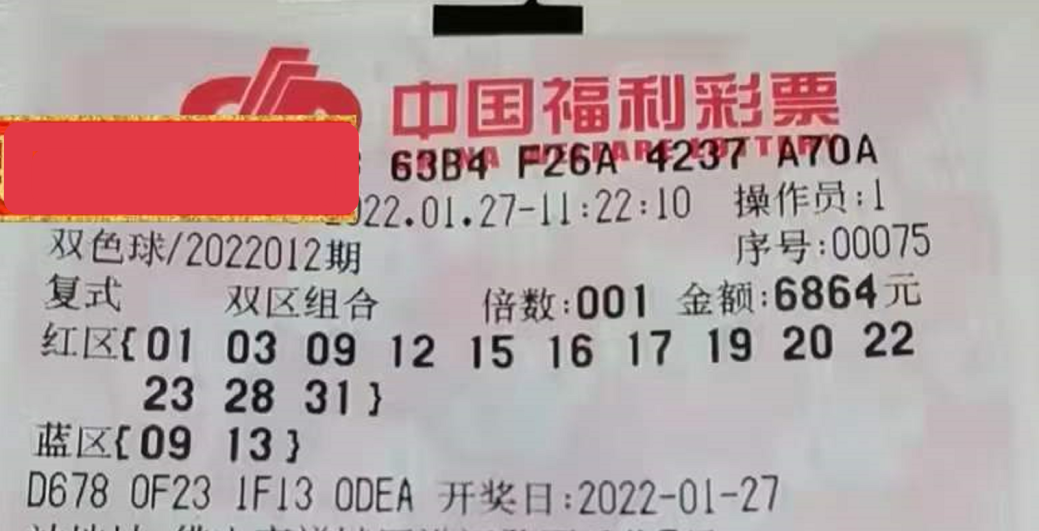 中国福利彩票
CHINA WELFARE LOTTERY
63B4 F26A 4237 A70A
2022.01.27-11:22:10 操作员:1
双色球/2022012期 序号:00075
复式 双区组合 倍数:001 金额:6864元
红区{01 03 09 12 15 16 17 19 20 22
23 28 31}
蓝区{09 13}
D678 0F23 1F13 0DEA 开奖日:2022-01-27